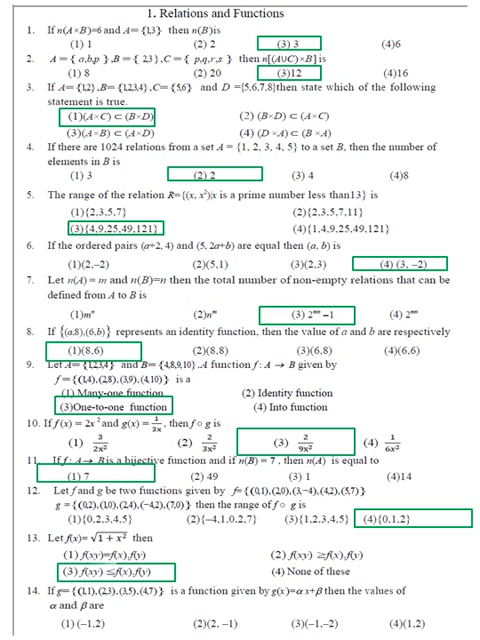 1. Relations and Functions
1. If n(A×B)=6 and A= {1,3} then n(B)is
(1) 1 (2) 2 (3) 3 (4)6
2. A = { a,b,p } ,B = { 2,3} ,C = { p,q,r,s } then n[(A∪C)×B] is
(1) 8 (2) 20 (3)12 (4)16
3. If A= {1,2} ,B= {1,2,3,4} ,C= {5,6} and D ={5,6,7,8}then state which of the following
statement is true.
(1)(A×C) ⊂ (B×D) (2) (B×D) ⊂ (A×C)
(3)(A×B) ⊂ (A×D) (4) (D ×A) ⊂ (B ×A)
4. If there are 1024 relations from a set A = {1, 2, 3, 4, 5} to a set B, then the number of
elements in B is
(1) 3 (2) 2 (3) 4 (4)8
5. The range of the relation R={(x, x²)|x is a prime number less than13} is
(1){2,3,5,7} (2){2,3,5,7,11}
(3){4,9,25,49,121} (4){1,4,9,25,49,121}
6. If the ordered pairs (a+2, 4) and (5, 2a+b) are equal then (a, b) is
(1)(2,−2) (2)(5,1) (3)(2,3) (4) (3, −2)
7. Let n(A) = m and n(B)=n then the total number of non-empty relations that can be
defined from A to B is
(1)mⁿ (2)nᵐ (3) 2ᵐⁿ −1 (4) 2ᵐⁿ
8. If {(a,8),(6,b)} represents an identity function, then the value of a and b are respectively
(1)(8,6) (2)(8,8) (3)(6,8) (4)(6,6)
9. Let A= {1,2,3,4} and B= {4,8,9,10} .A function f : A → B given by
f = {(1,4),(2,8),(3,9),(4,10)} is a
(1) Many-one function (2) Identity function
(3)One-to-one function (4) Into function
10. If f(x) = 2x² and g(x) = 1/3x , then f ∘ g is
(1) 3/2x² (2) 2/3x² (3) 2/9x² (4) 1/6x²
11. If f : A → B is a bijective function and if n(B) = 7 , then n(A) is equal to
(1) 7 (2) 49 (3) 1 (4)14
12. Let f and g be two functions given by f= {(0,1),(2,0),(3,−4),(4,2),(5,7)}
g = {(0,2),(1,0),(2,4),(−4,2),(7,0)} then the range of f ∘ g is
(1){0,2,3,4,5} (2){−4,1,0,2,7} (3){1,2,3,4,5} (4){0,1,2}
13. Let f(x)= √1 + x² then
(1) f(xy)=f(x).f(y) (2) f(xy) ≥f(x).f(y)
(3) f(xy) ≤f(x).f(y) (4) None of these
14. If g= {(1,1),(2,3),(3,5),(4,7)} is a function given by g(x)=αx+β then the values of
α and β are
(1) (−1,2) (2)(2, −1) (3)(−1,−2) (4)(1,2)